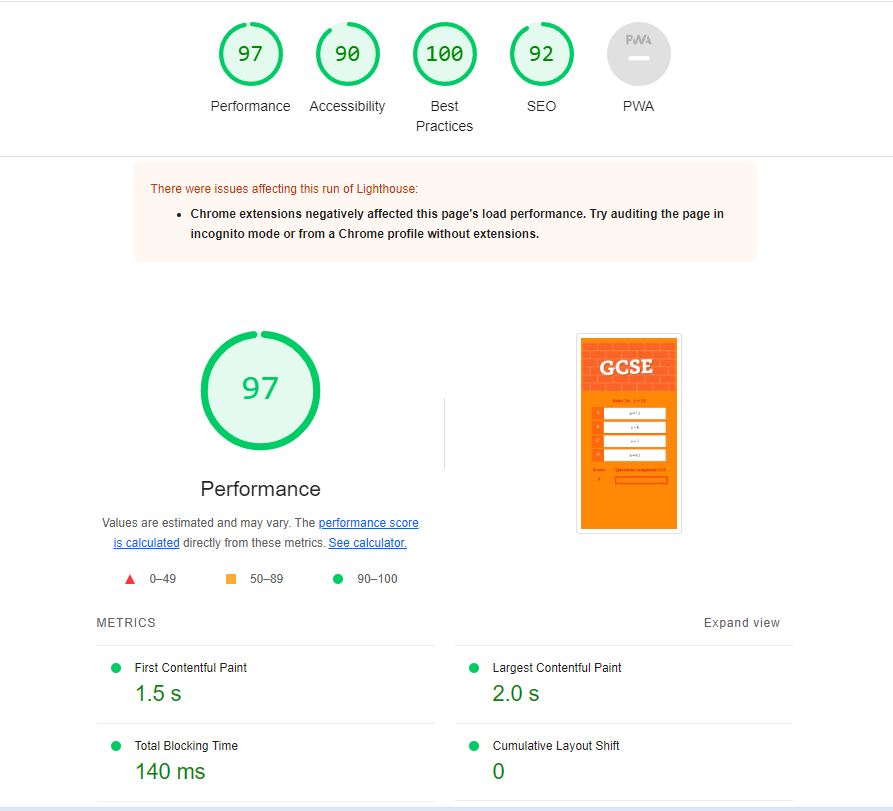 97
90
100
92
PWA
Performance
Accessibility
Best
Practices
SEO
PWA
There were issues affecting this run of Lighthouse:
Chrome extensions negatively affected this page's load performance. Try auditing the page in
incognito mode or from a Chrome profile without extensions.
97
GCSE
A
B
C
D
Performance
Values are estimated and may vary. The performance score
is calculated directly from these metrics. See calculator.
0–49
50–89
90–100
METRICS
Expand view
First Contentful Paint
1.5 s
Largest Contentful Paint
2.0 s
Total Blocking Time
140 ms
Cumulative Layout Shift
0